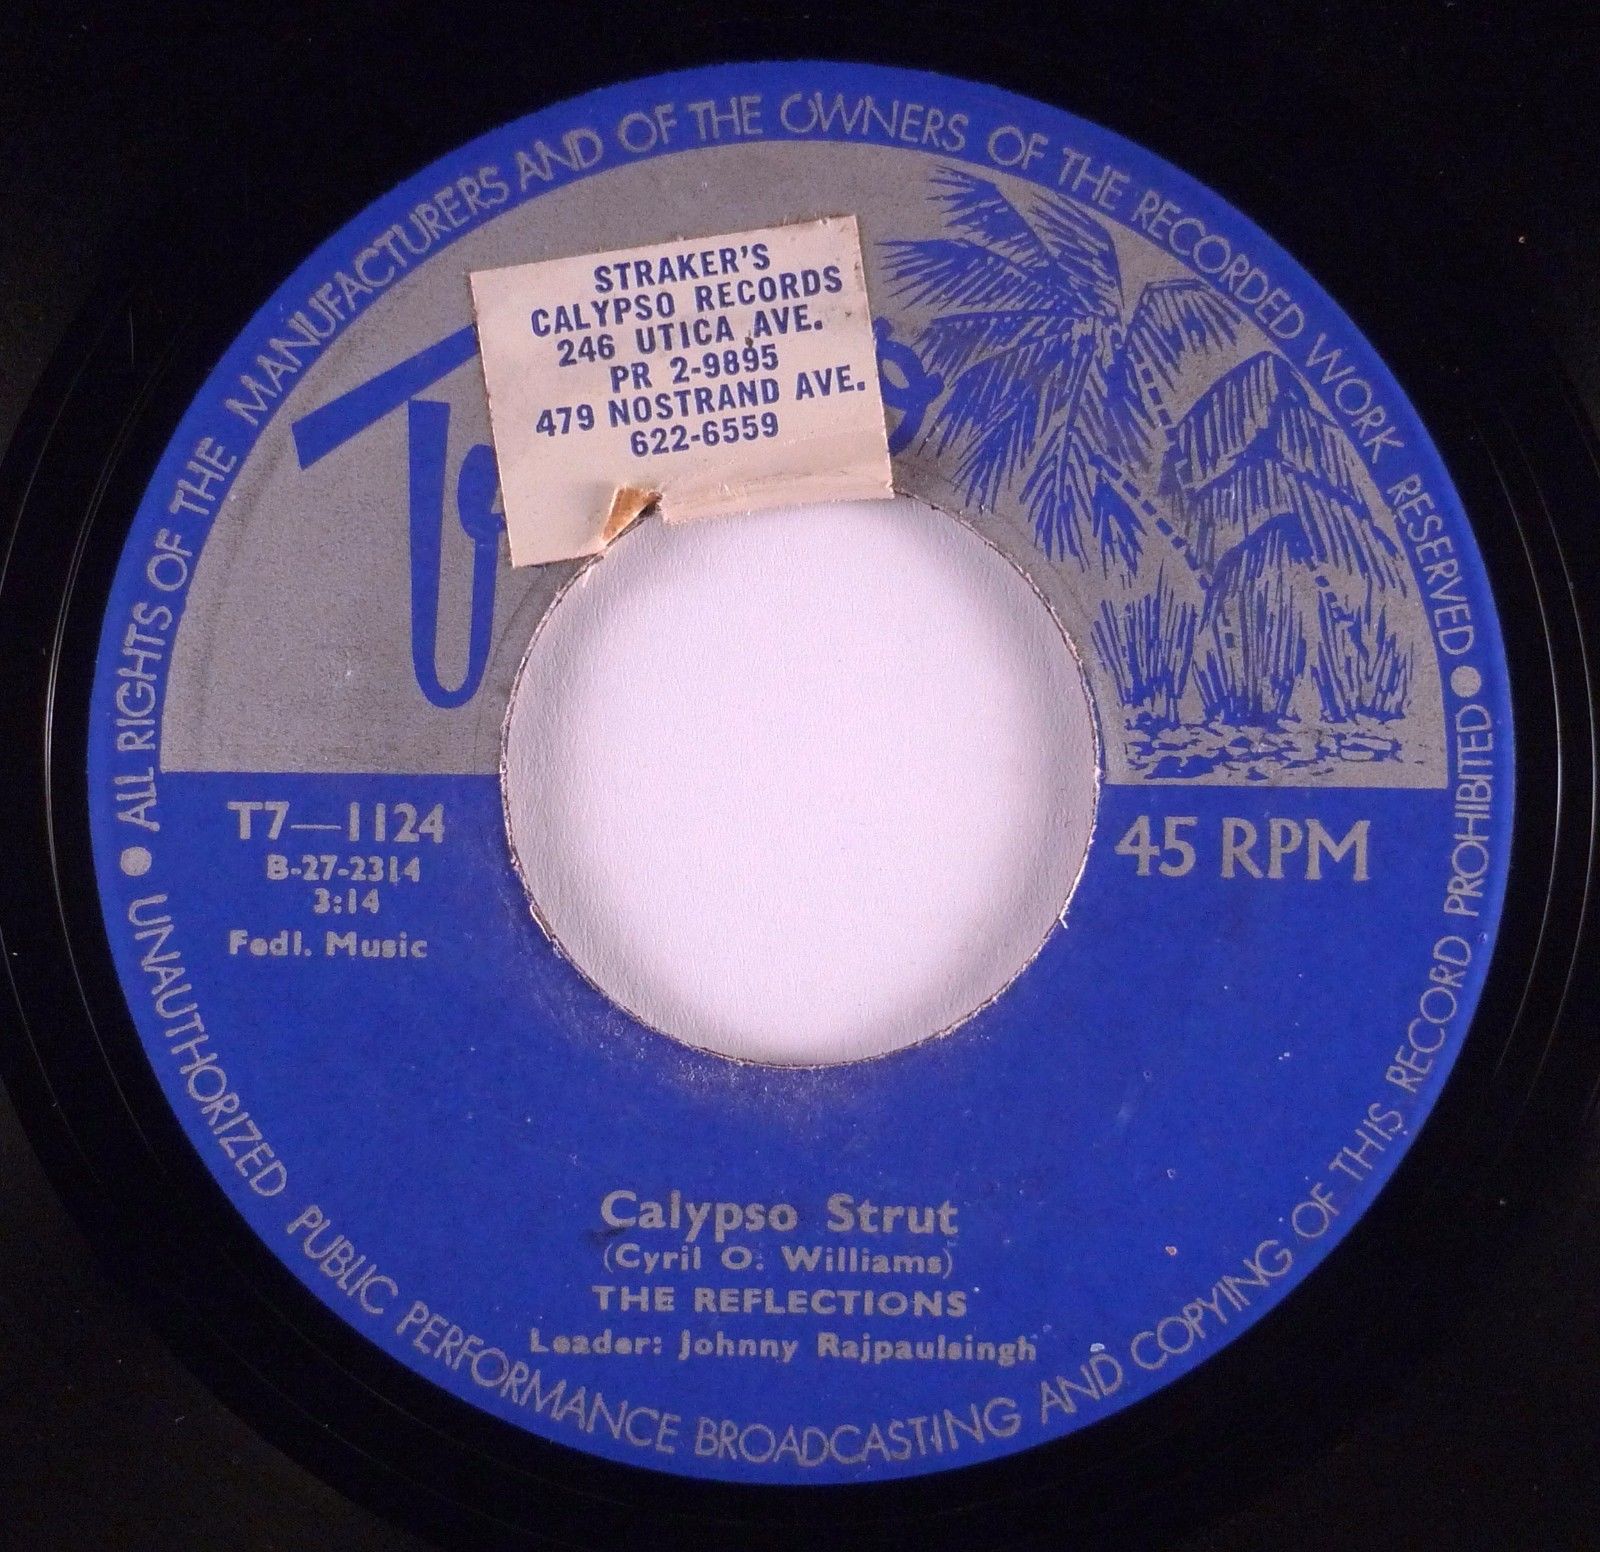 ALL RIGHTS OF THE MANUFACTURERS AND OF THE OWNERS OF THE RECORDED WORK RESERVED
STRAKER'S
CALYPSO RECORDS
246 UTICA AVE.
PR 2-9895
479 NOSTRAND AVE.
622-6559
T7—1124
B-27-2314
3:14
Fedl. Music
45 RPM
Calypso Strut
(Cyril O. Williams)
THE REFLECTIONS
Leader: Johnny Rajpaulsingh
UNAUTHORIZED PUBLIC PERFORMANCE BROADCASTING AND COPYING OF THIS RECORD PROHIBITED